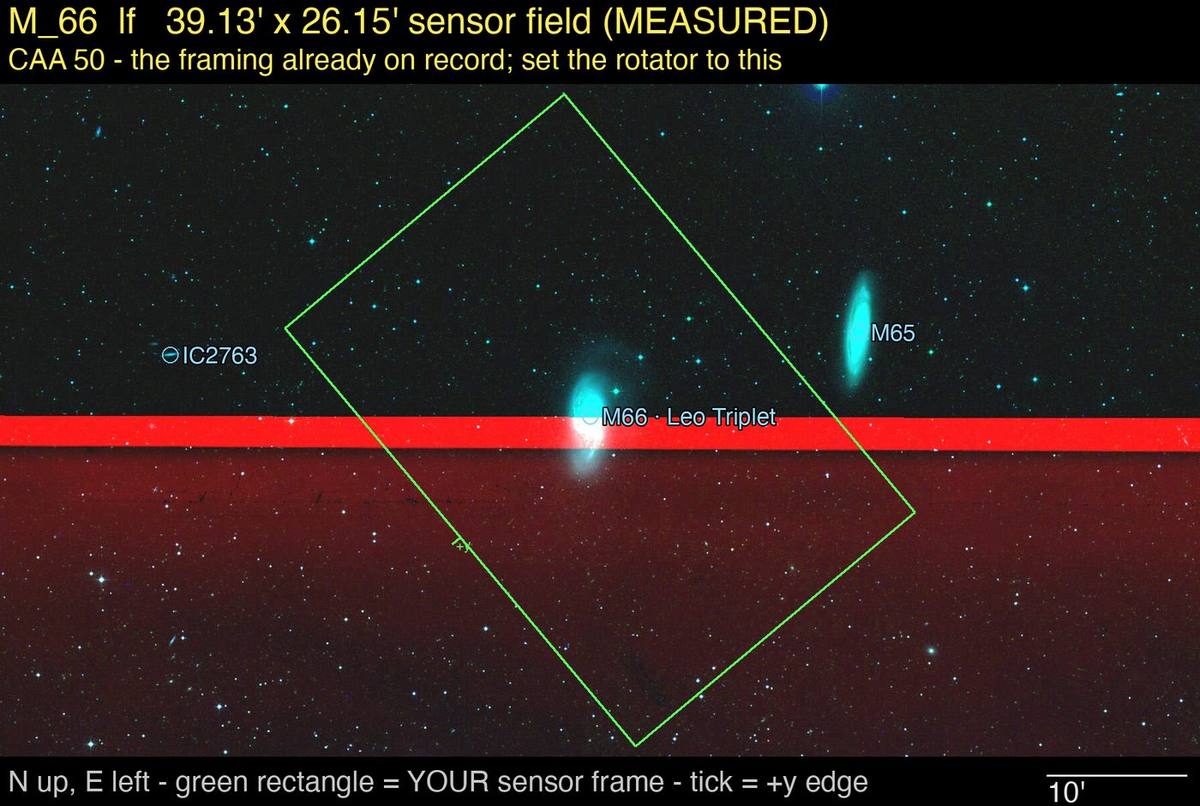 M_66 lf 39.13' x 26.15' sensor field (MEASURED)
CAA 50 - the framing already on record; set the rotator to this
M65
IC2763
M66 · Leo Triplet
+y
N up, E left - green rectangle = YOUR sensor frame - tick = +y edge
10'